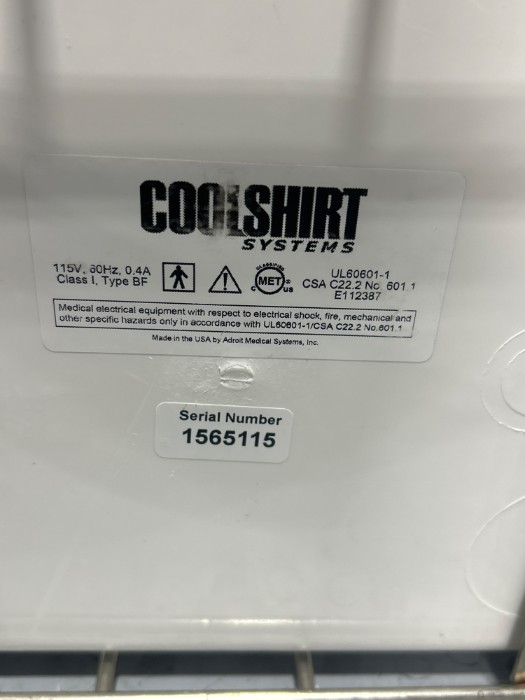 COOLSHIRT
SYSTEMS
115V, 60Hz, 0.4A
Class I, Type BF
CLASSIFIED
C MET US
UL60601-1
CSA C22.2 No. 601.1
E112387
Medical electrical equipment with respect to electrical shock, fire, mechanical and
other specific hazards only in accordance with UL60601-1/CSA C22.2 No.601.1
Made in the USA by Adroit Medical Systems, Inc.
Serial Number
1565115